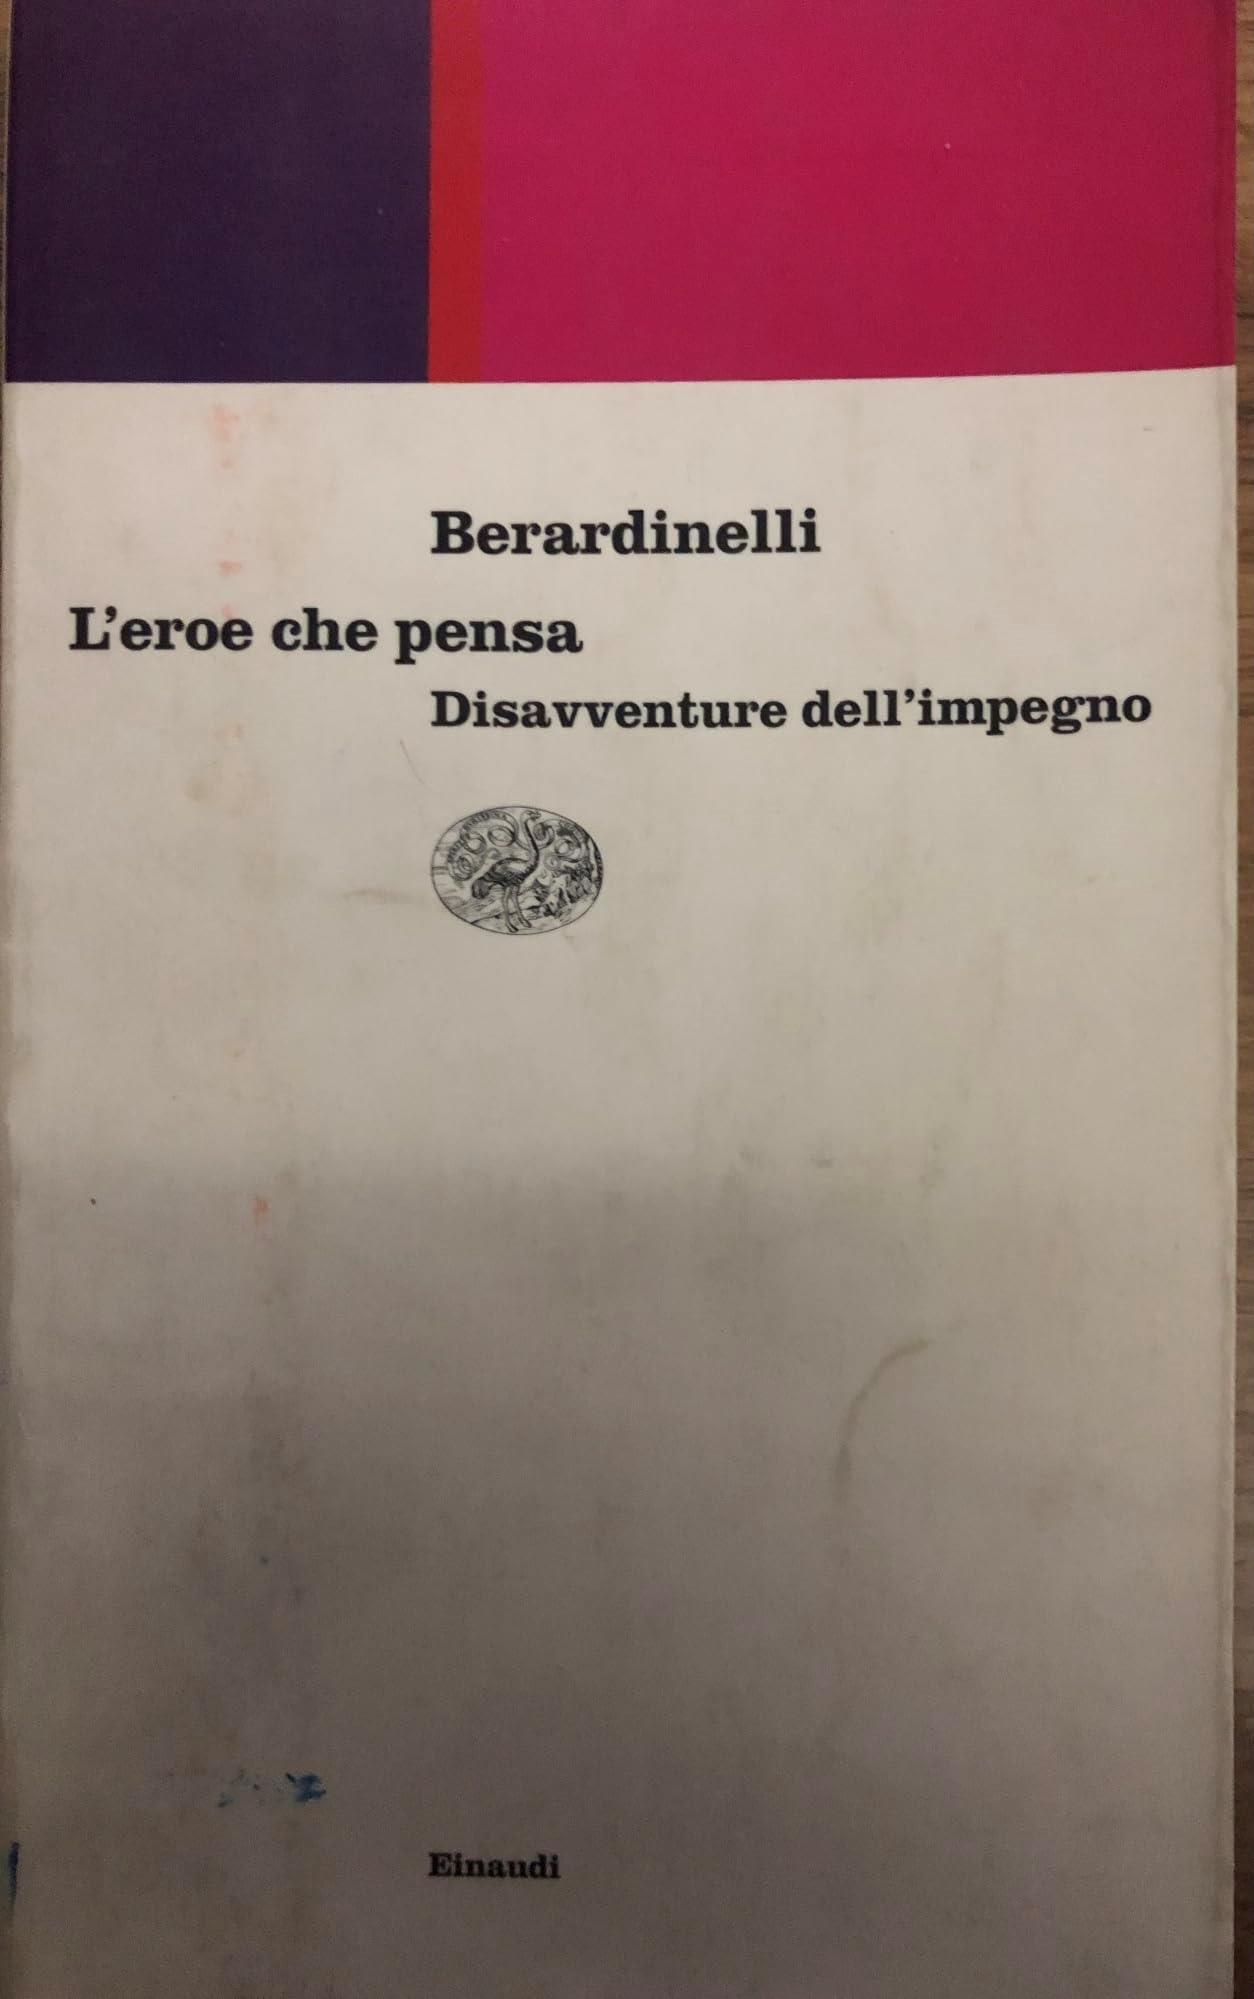 Berardinelli
L'eroe che pensa
Disavventure dell'impegno
Einaudi